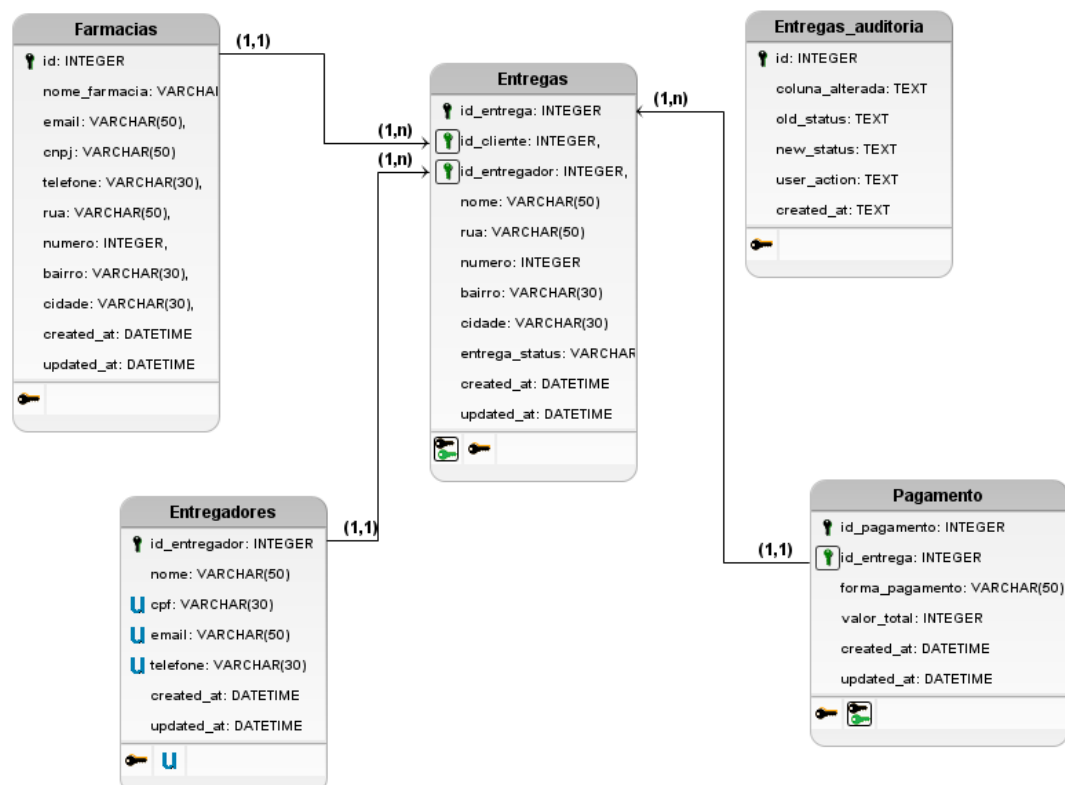 Farmacias
id: INTEGER
nome_farmacia: VARCHAI
email: VARCHAR(50),
cnpj: VARCHAR(50)
telefone: VARCHAR(30),
rua: VARCHAR(50),
numero: INTEGER,
bairro: VARCHAR(30),
cidade: VARCHAR(30),
created_at: DATETIME
updated_at: DATETIME
(1,1)
(1,n)
(1,n)
Entregas
id_entrega: INTEGER
id_cliente: INTEGER,
id_entregador: INTEGER,
nome: VARCHAR(50)
rua: VARCHAR(50)
numero: INTEGER
bairro: VARCHAR(30)
cidade: VARCHAR(30)
entrega_status: VARCHAR
created_at: DATETIME
updated_at: DATETIME
(1,n)
Entregas_auditoria
id: INTEGER
coluna_alterada: TEXT
old_status: TEXT
new_status: TEXT
user_action: TEXT
created_at: TEXT
Entregadores
id_entregador: INTEGER
nome: VARCHAR(50)
U cpf: VARCHAR(30)
U email: VARCHAR(50)
U telefone: VARCHAR(30)
created_at: DATETIME
updated_at: DATETIME
U
(1,1)
(1,1)
Pagamento
id_pagamento: INTEGER
id_entrega: INTEGER
forma_pagamento: VARCHAR(50)
valor_total: INTEGER
created_at: DATETIME
updated_at: DATETIME